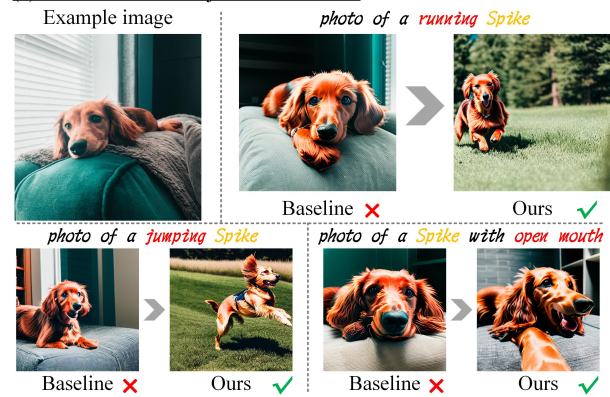 Example image
photo of a running Spike
Baseline
Ours
photo of a jumping Spike
photo of a Spike with open mouth
Baseline
Ours
Baseline
Ours